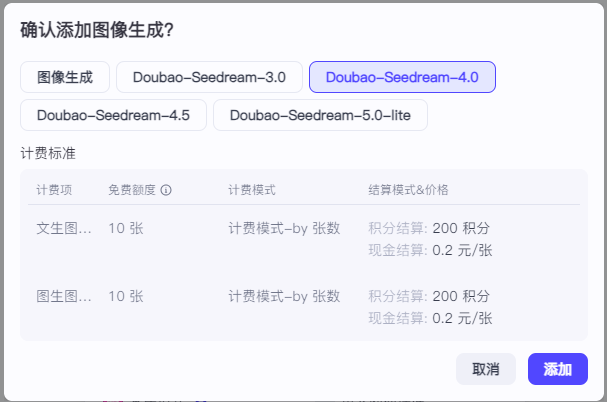 确认添加图像生成?
图像生成 Doubao-Seedream-3.0 Doubao-Seedream-4.0
Doubao-Seedream-4.5 Doubao-Seedream-5.0-lite
计费标准
计费项 免费额度 计费模式 结算模式&价格
文生图... 10 张 计费模式-by 张数 积分结算: 200 积分
现金结算: 0.2 元/张
图生图... 10 张 计费模式-by 张数 积分结算: 200 积分
现金结算: 0.2 元/张
取消 添加